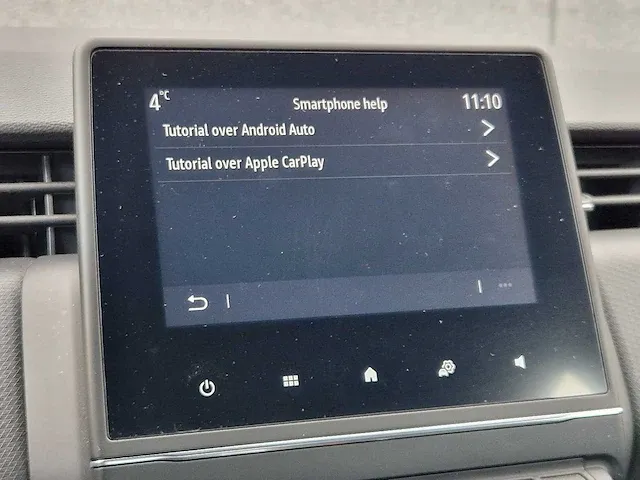 4°C Smartphone help 11:10
Tutorial over Android Auto
Tutorial over Apple CarPlay